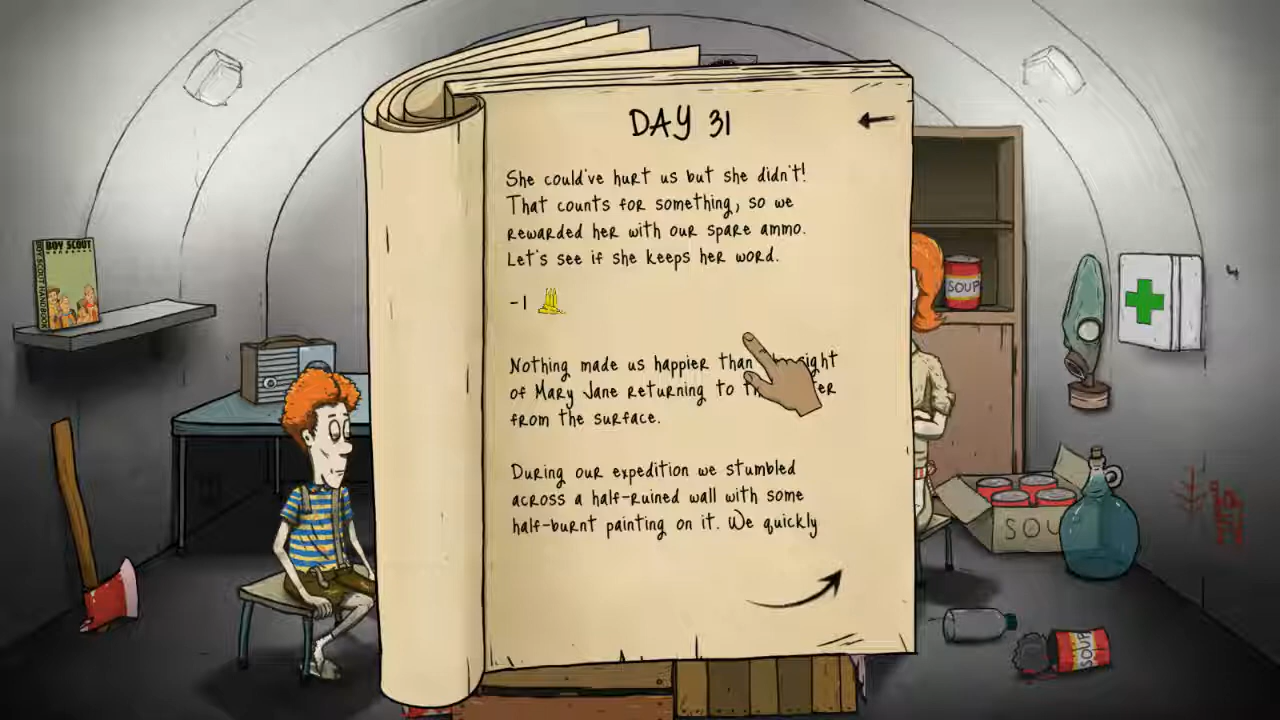 DAY 31
She could've hurt us but she didn't!
That counts for something, so we
rewarded her with our spare ammo.
Let's see if she keeps her word.
-1
Nothing made us happier than
of Mary Jane returning to
from the surface.
During our expedition we stumbled
across a half-ruined wall with some
half-burnt painting on it. We quickly
BOY SCOUT
BOY SCOUT HANDBOOK
SOUP
SOUP
SOUP